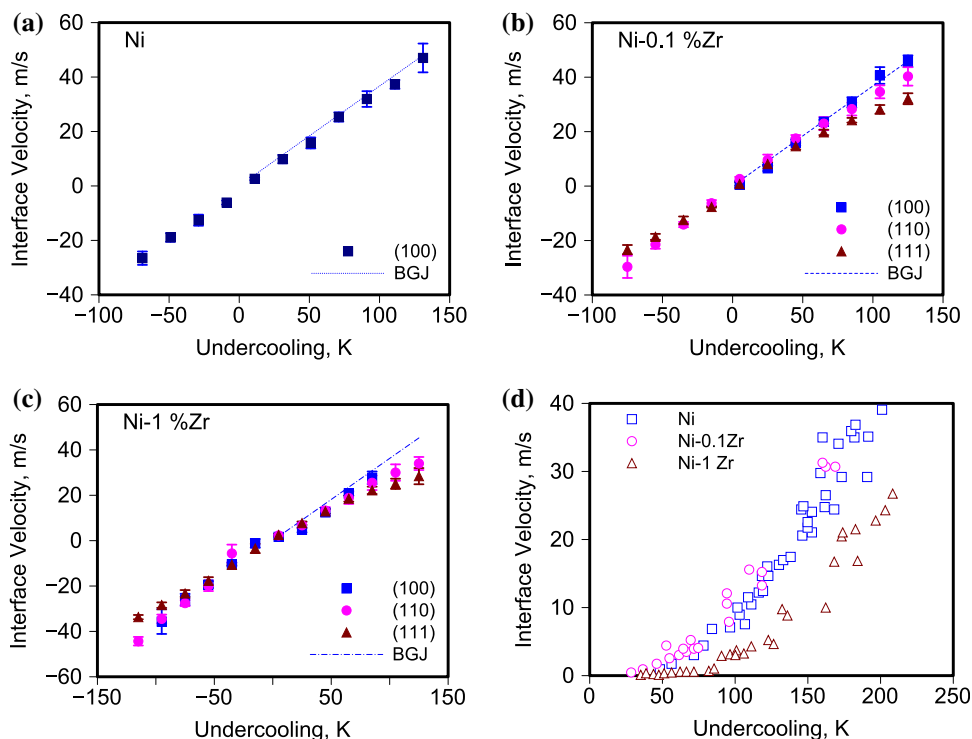 (a)
Ni
Interface Velocity, m/s
60
40
20
0
−20
−40
−100
−50
0
50
100
150
(100)
BGJ
Undercooling, K
(b)
Ni-0.1 %Zr
Interface Velocity, m/s
60
40
20
0
−20
−40
−100
−50
0
50
100
150
(100)
(110)
(111)
BGJ
Undercooling, K
(c)
Ni-1 %Zr
Interface Velocity, m/s
60
40
20
0
−20
−40
−60
−150
−50
50
150
(100)
(110)
(111)
BGJ
Undercooling, K
(d)
Ni
Ni-0.1Zr
Ni-1 Zr
Interface Velocity, m/s
40
30
20
10
0
0
50
100
150
200
250
Undercooling, K